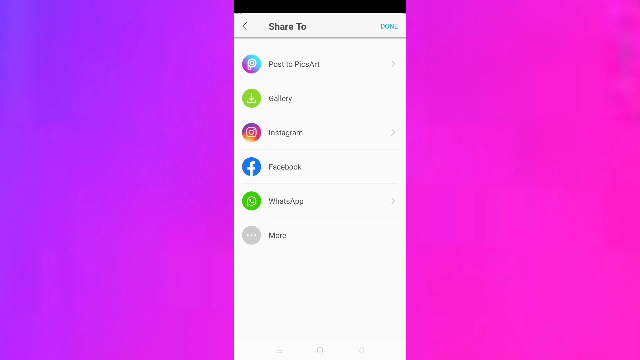 Share To
DONE
Post to PicsArt
Gallery
Instagram
Facebook
WhatsApp
More